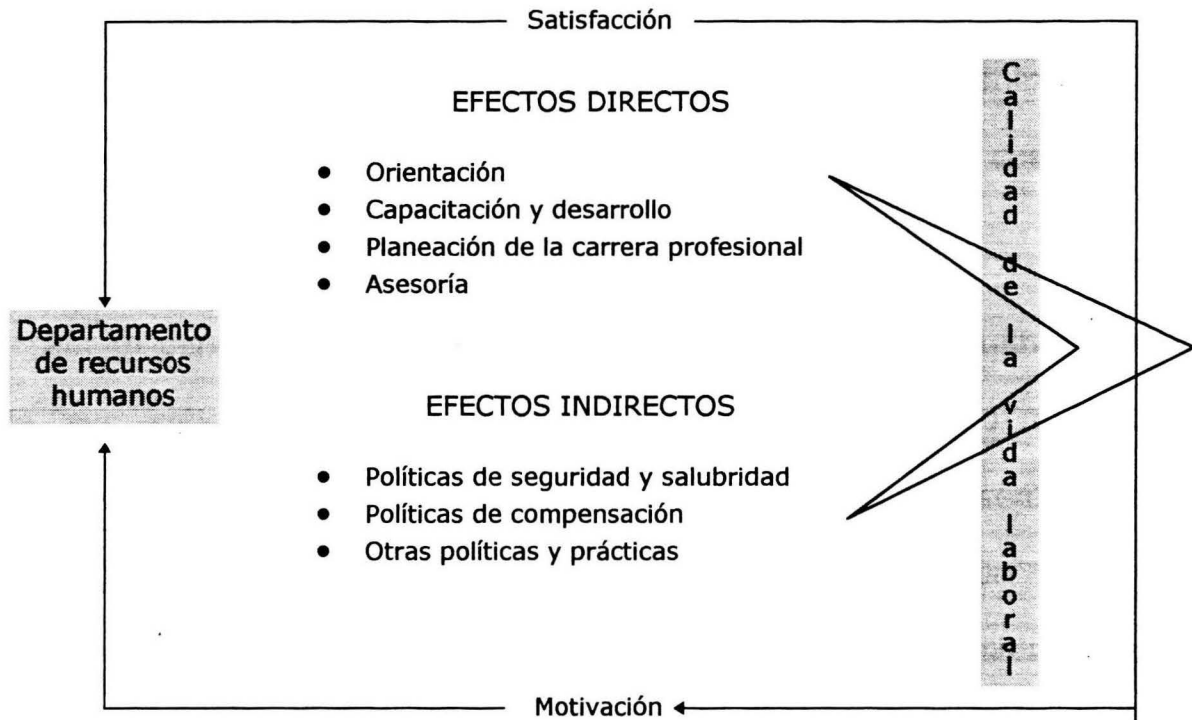 Satisfacción
EFECTOS DIRECTOS
• Orientación
• Capacitación y desarrollo
• Planeación de la carrera profesional
• Asesoría
Departamento
de recursos
humanos
EFECTOS INDIRECTOS
• Políticas de seguridad y salubridad
• Políticas de compensación
• Otras políticas y prácticas
Calidad de la vida laboral
Motivación